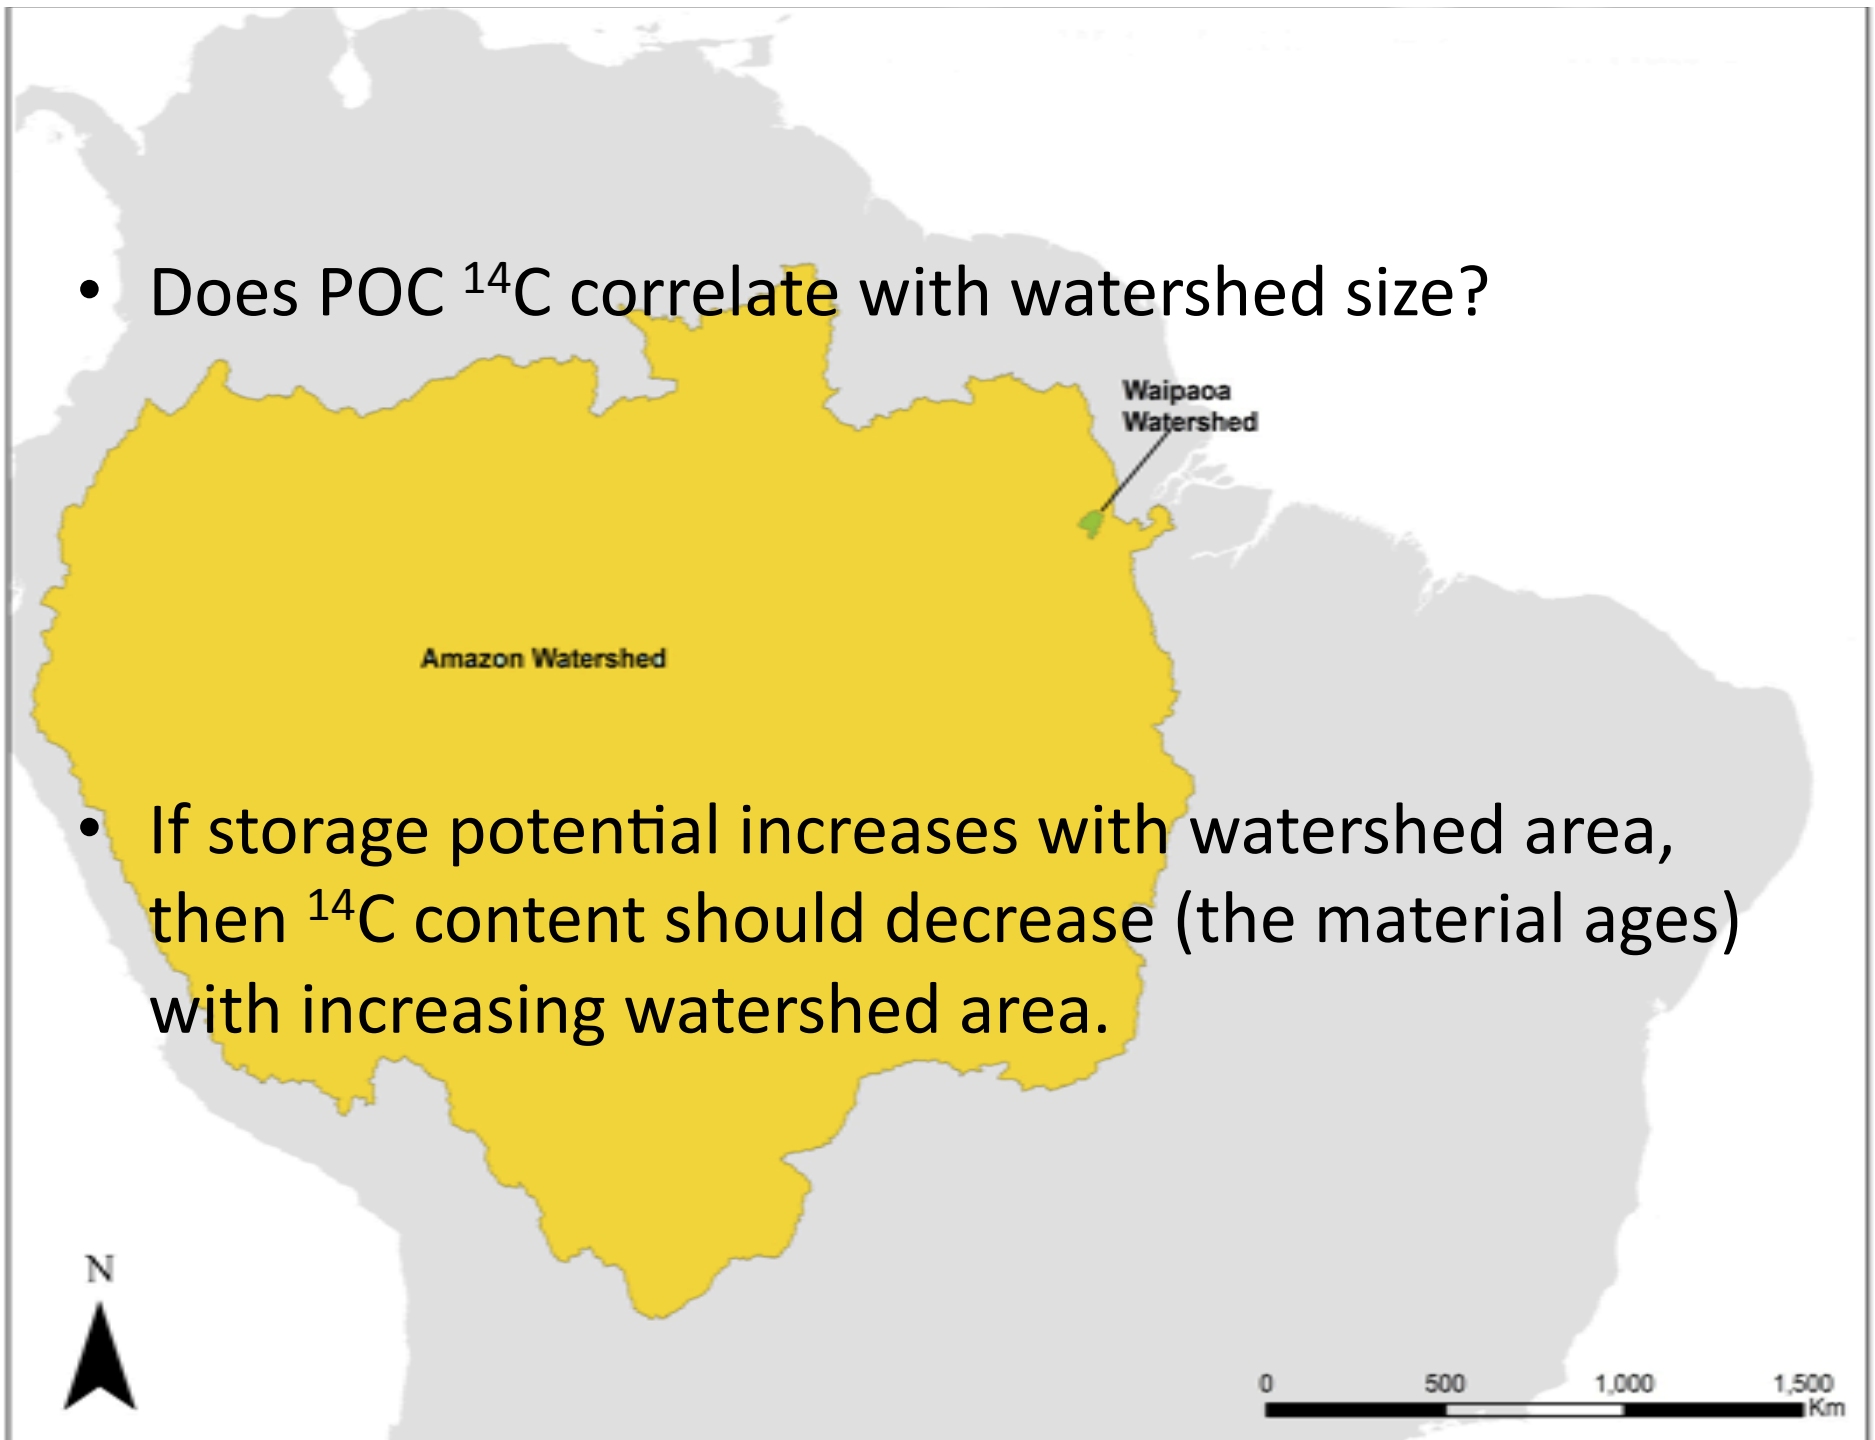 • Does POC ¹⁴C correlate with watershed size?
Waipaoa
Watershed
Amazon Watershed
• If storage potential increases with watershed area,
then ¹⁴C content should decrease (the material ages)
with increasing watershed area.
N
0 500 1,000 1,500
Km